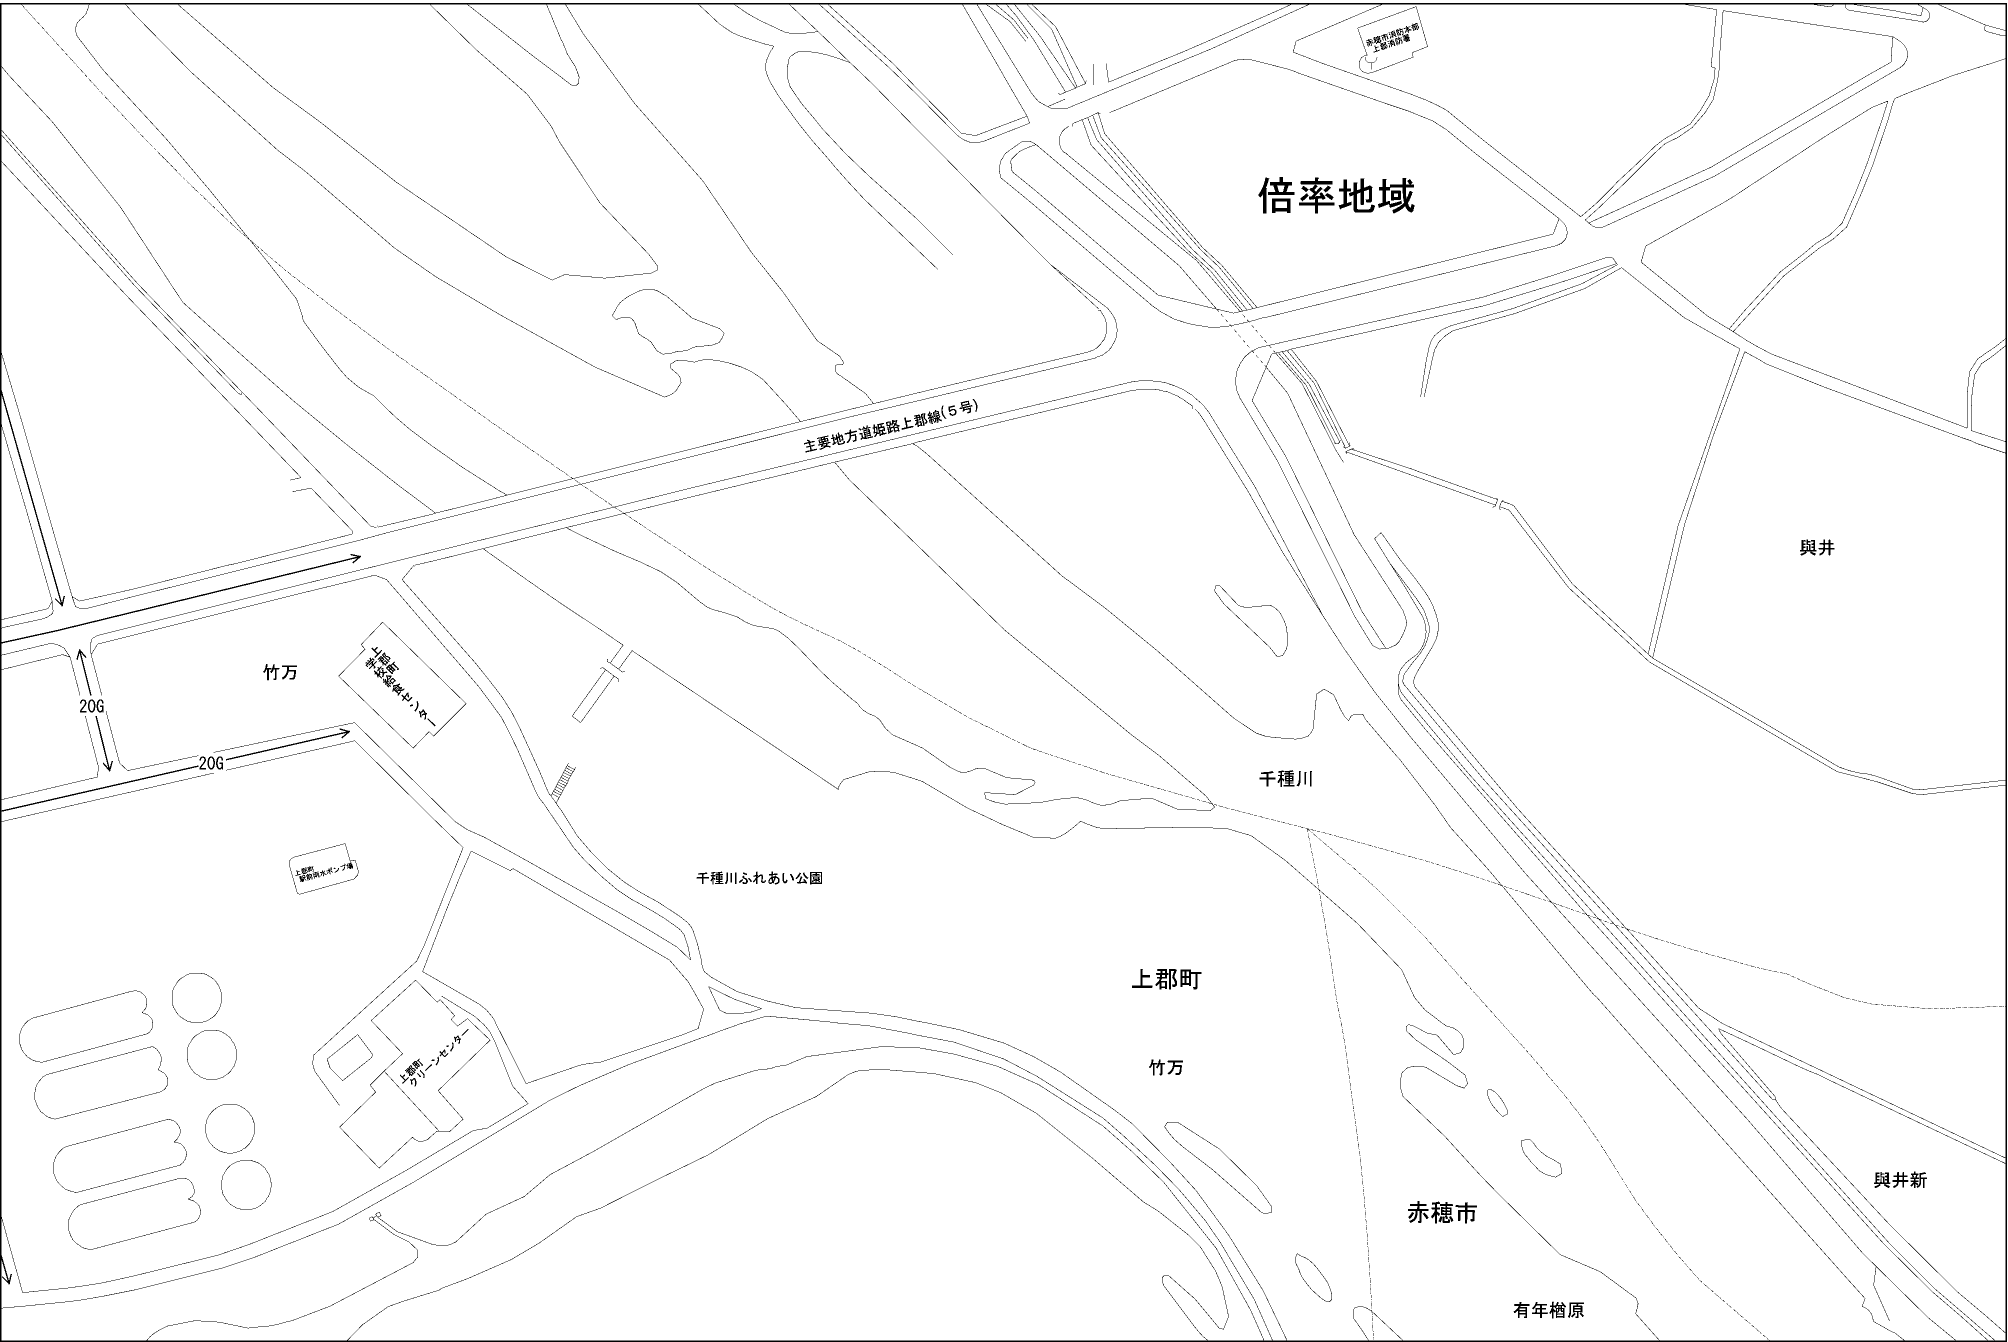 赤穂市消防本部
上郡消防署
倍率地域
主要地方道姫路上郡線(５号)
與井
竹万
上郡町
学校給食センター
20G
20G
千種川
上郡町
駅前雨水ポンプ場
千種川ふれあい公園
上郡町
上郡町
クリーンセンター
竹万
與井新
赤穂市
有年楢原